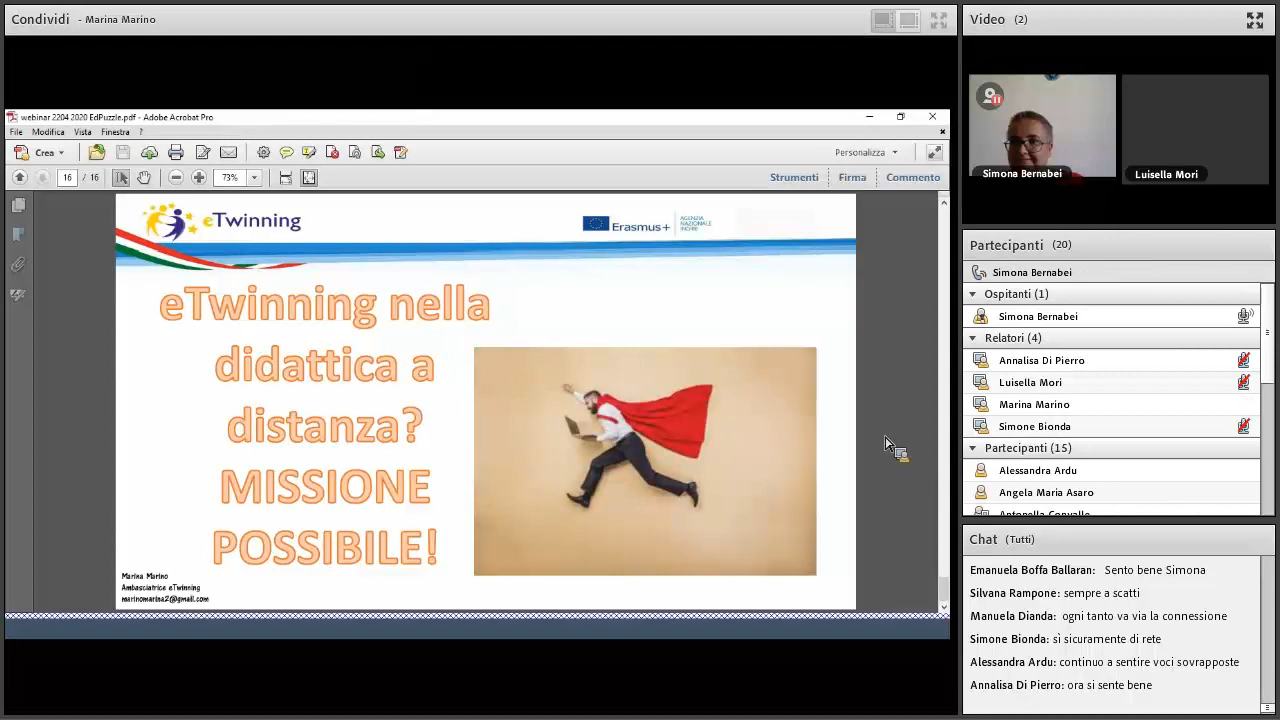 Condividi - Marina Marino
webinar 2204 2020 EdPuzzle.pdf - Adobe Acrobat Pro
File Modifica Vista Finestra ?
Crea
Personalizza
16 / 16
73%
Strumenti Firma Commento
eTwinning
Erasmus+
AGENZIA
NAZIONALE
INDIRE
eTwinning nella
didattica a
distanza?
MISSIONE
POSSIBILE!
Marina Marino
Ambasciatrice eTwinning
marinomarina2@gmail.com
Video (2)
Simona Bernabei
Luisella Mori
Partecipanti (20)
Simona Bernabei
Ospitanti (1)
Simona Bernabei
Relatori (4)
Annalisa Di Pierro
Luisella Mori
Marina Marino
Simone Bionda
Partecipanti (15)
Alessandra Ardu
Angela Maria Asaro
Chat (Tutti)
Emanuela Boffa Ballaran: Sento bene Simona
Silvana Rampone: sempre a scatti
Manuela Dianda: ogni tanto va via la connessione
Simone Bionda: sì sicuramente di rete
Alessandra Ardu: continuo a sentire voci sovrapposte
Annalisa Di Pierro: ora si sente bene